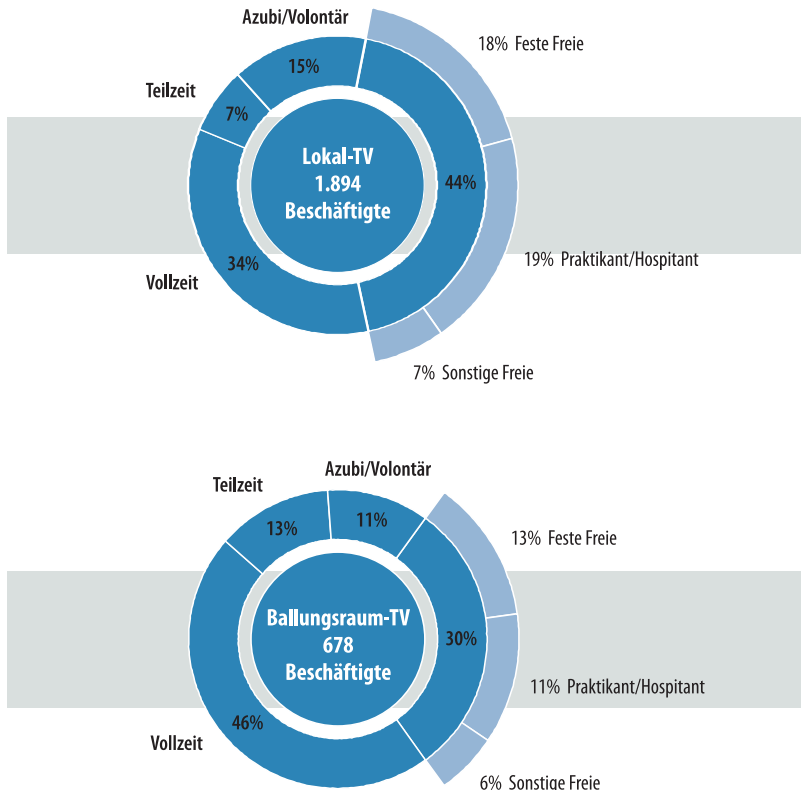 Azubi/Volontär
18% Feste Freie
15%
Teilzeit
7%
Lokal-TV
1.894
Beschäftigte
44%
34%
19% Praktikant/Hospitant
Vollzeit
7% Sonstige Freie
Azubi/Volontär
Teilzeit
13%
11%
13% Feste Freie
Ballungsraum-TV
678
Beschäftigte
30%
11% Praktikant/Hospitant
46%
Vollzeit
6% Sonstige Freie